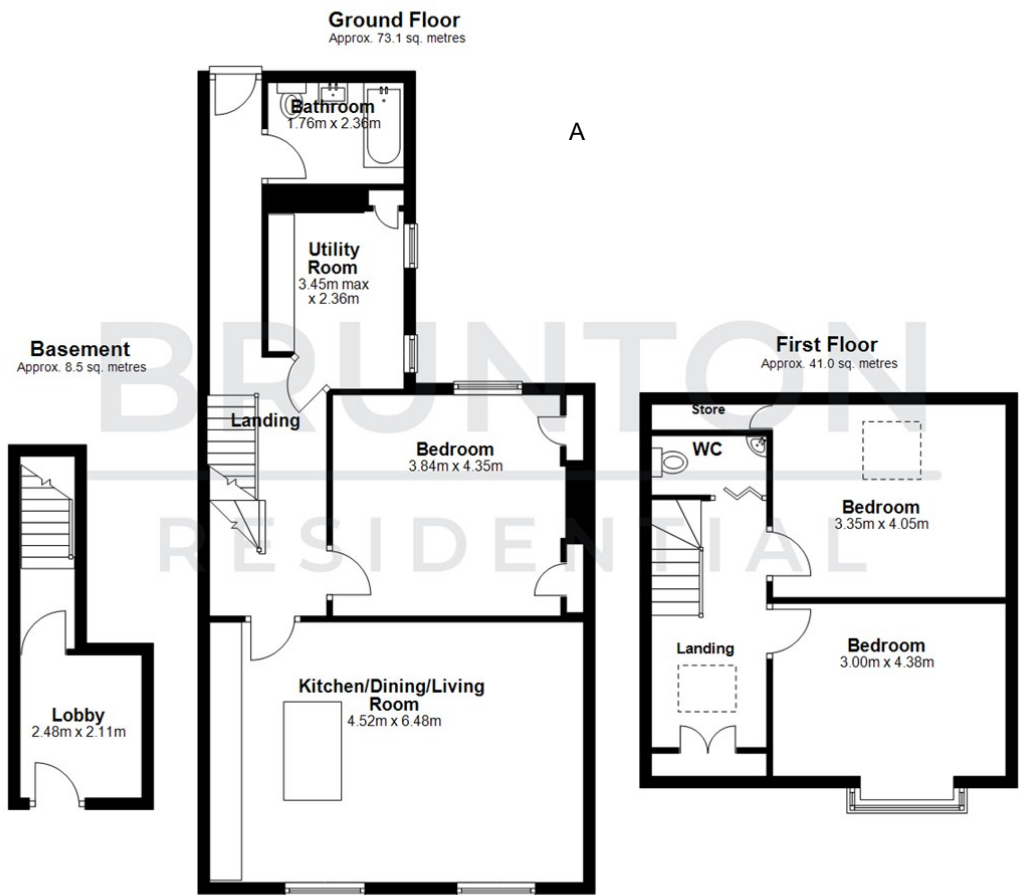 Ground Floor
Approx. 73.1 sq. metres
Bathroom
1.76m x 2.36m
A
Utility
Room
3.45m max
x 2.36m
BRUNTON
RESIDENTIAL
Basement
Approx. 8.5 sq. metres
First Floor
Approx. 41.0 sq. metres
Landing
Bedroom
3.84m x 4.35m
Store
WC
Bedroom
3.35m x 4.05m
Landing
Bedroom
3.00m x 4.38m
Kitchen/Dining/Living
Room
4.52m x 6.48m
Lobby
2.48m x 2.11m